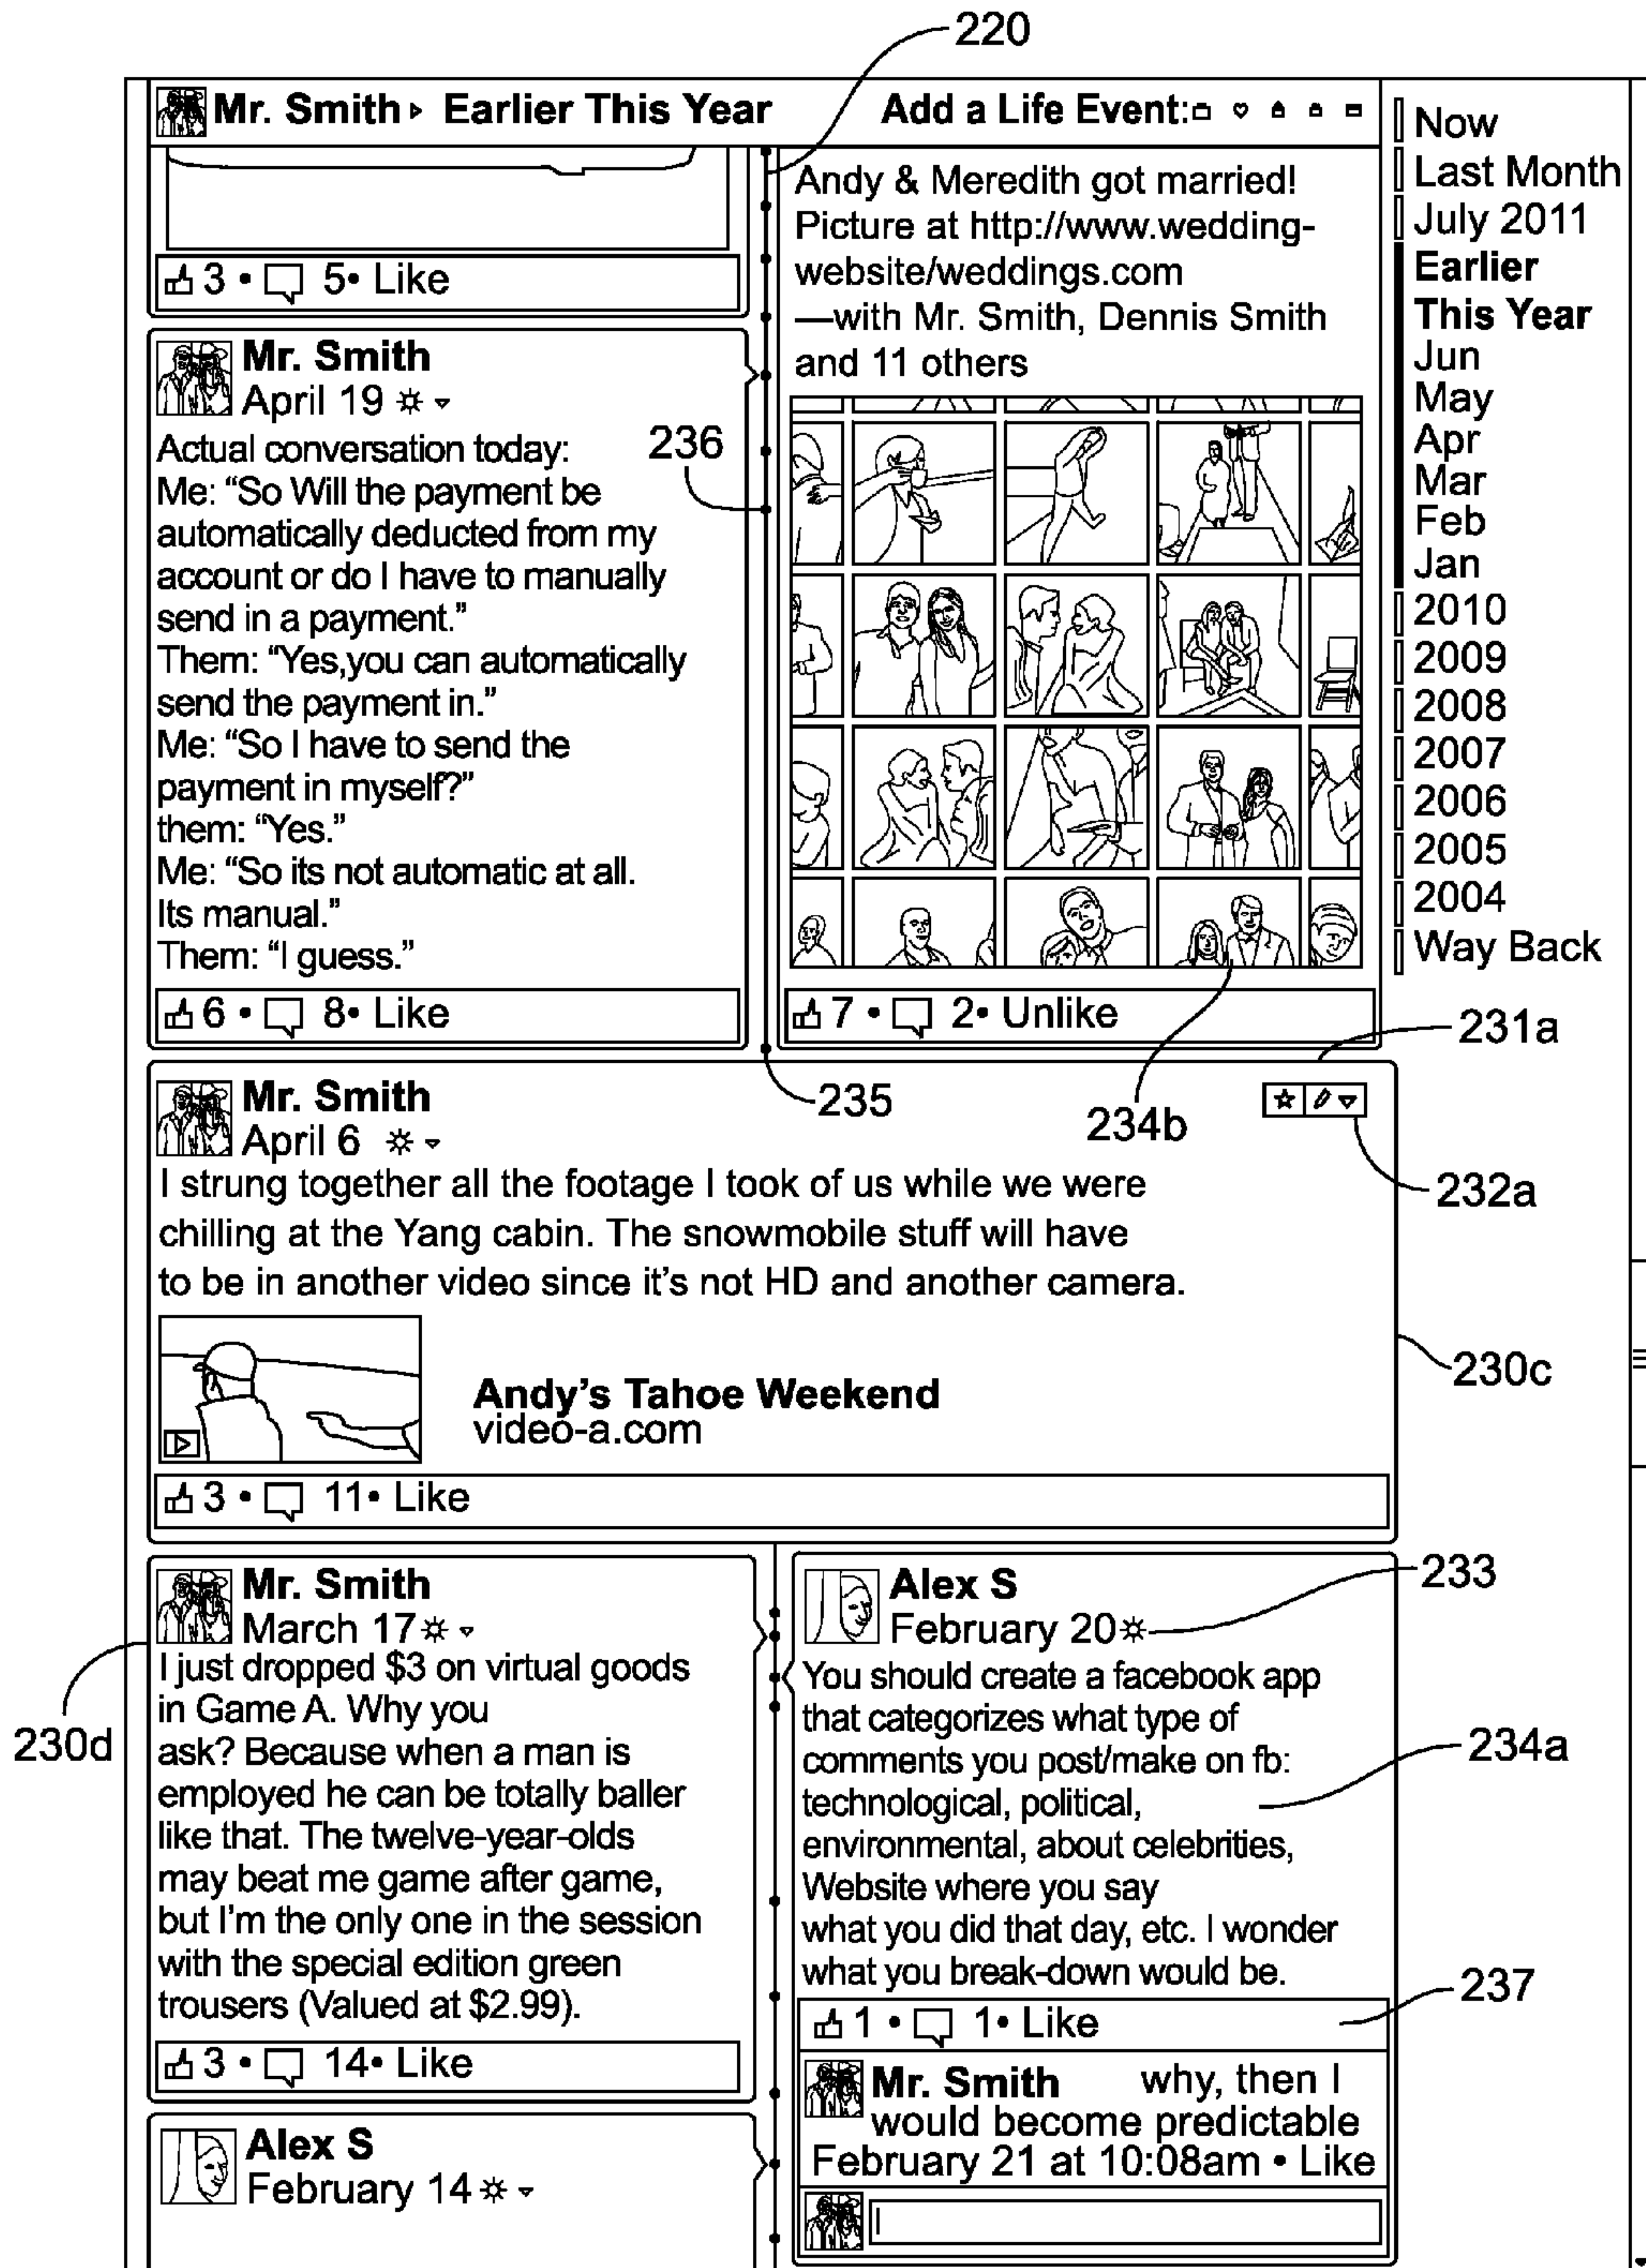 220
Mr. Smith Earlier This Year Add a Life Event:
3 • 5• Like
Mr. Smith
April 19
Actual conversation today:
Me: “So Will the payment be
automatically deducted from my
account or do I have to manually
send in a payment.”
Them: “Yes,you can automatically
send the payment in.”
Me: “So I have to send the
payment in myself?”
them: “Yes.”
Me: “So its not automatic at all.
Its manual.”
Them: “I guess.”
6 • 8• Like
236
Andy & Meredith got married!
Picture at http://www.wedding-
website/weddings.com
—with Mr. Smith, Dennis Smith
and 11 others
7 • 2• Unlike
Now
Last Month
July 2011
Earlier
This Year
Jun
May
Apr
Mar
Feb
Jan
2010
2009
2008
2007
2006
2005
2004
Way Back
231a
235
234b
232a
Mr. Smith
April 6
I strung together all the footage I took of us while we were
chilling at the Yang cabin. The snowmobile stuff will have
to be in another video since it’s not HD and another camera.
Andy’s Tahoe Weekend
video-a.com
3 • 11• Like
230c
Mr. Smith
March 17
I just dropped $3 on virtual goods
in Game A. Why you
ask? Because when a man is
employed he can be totally baller
like that. The twelve-year-olds
may beat me game after game,
but I’m the only one in the session
with the special edition green
trousers (Valued at $2.99).
3 • 14• Like
230d
Alex S
February 14
Alex S
February 20
You should create a facebook app
that categorizes what type of
comments you post/make on fb:
technological, political,
environmental, about celebrities,
Website where you say
what you did that day, etc. I wonder
what you break-down would be.
1 • 1• Like
Mr. Smith why, then I
would become predictable
February 21 at 10:08am • Like
233
234a
237